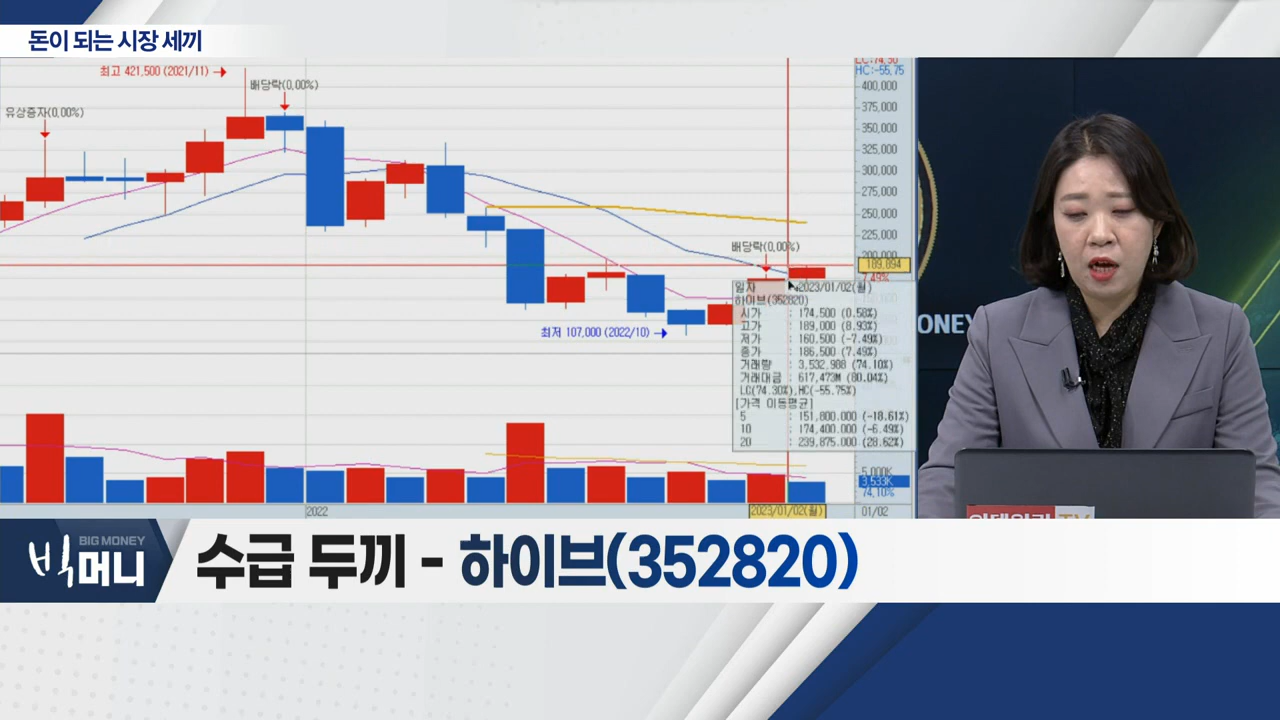 돈이 되는 시장 세끼
최고 421,500 (2021/11)
배당락(0,00%)
유상증자(0,00%)
LC:74,30
HC:-55,75
400,000
375,000
350,000
325,000
300,000
275,000
250,000
225,000
200,000
189,894
7,49%
배당락(0,00%)
최저 107,000 (2022/10)
일자 2023/01/02(월)
하이브(352820)
시가 : 174,500 (0.58%)
고가 : 189,000 (8.93%)
저가 : 160,500 (-7.49%)
종가 : 186,500 (7.49%)
거래량 : 3,532,988 (74.10%)
거래대금 : 617,473M (80.04%)
LC(74.30%),HC(-55.75%)
[가격 이동평균]
5 : 151,800.000 (-18.61%)
10 : 174,400.000 (-6.49%)
20 : 239,875.000 (28.62%)
5,000K
3,533K
74,10%
2022
2023/01/02(월)
01/02
ONEY
이데일리 TV
BIG MONEY
빅머니
수급 두끼 - 하이브(352820)